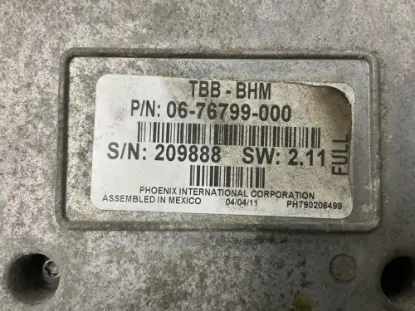 TBB - BHM
P/N: 06-76799-000
S/N: 209888 SW: 2.11
FULL
PHOENIX INTERNATIONAL CORPORATION
ASSEMBLED IN MEXICO 04/04/11 PHT90208499